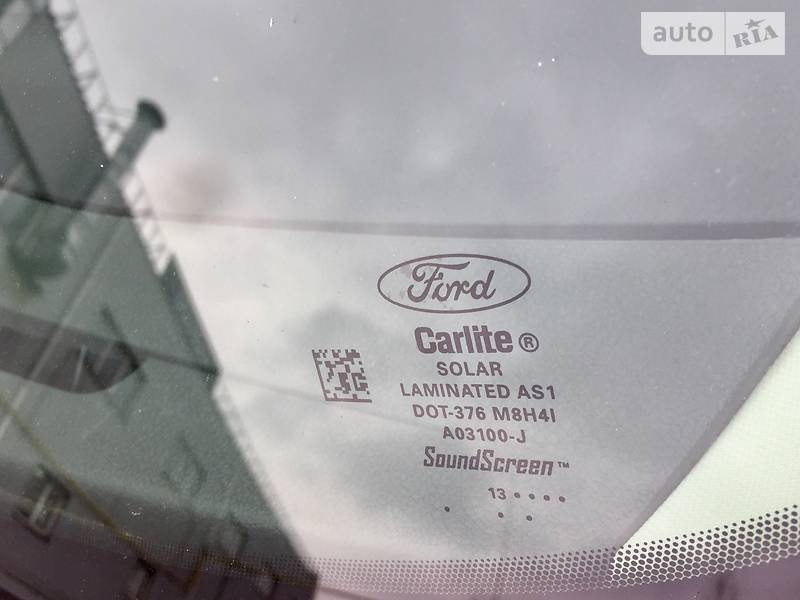 auto RIA
Ford
Carlite®
SOLAR
LAMINATED AS1
DOT-376 M8H4I
A03100-J
SoundScreen™
13